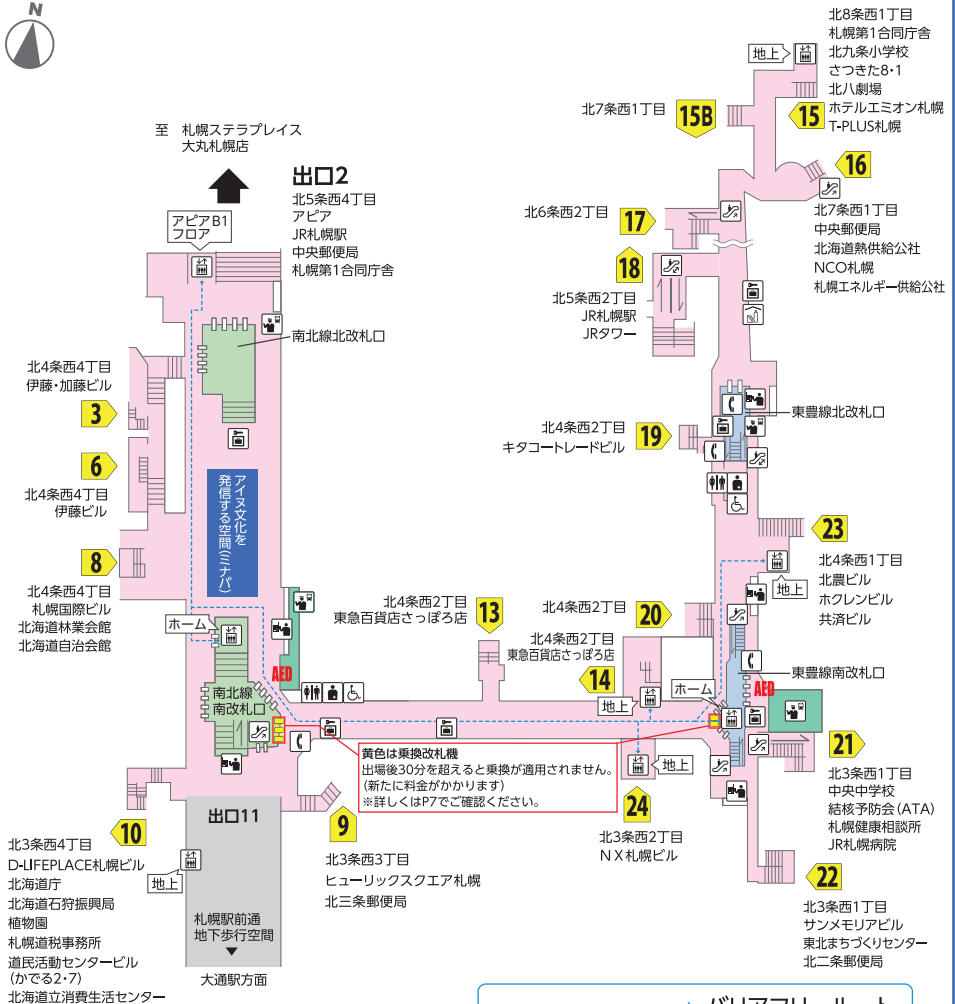 N
至 札幌ステラプレイス
大丸札幌店
出口2
北5条西4丁目
アピア
JR札幌駅
中央郵便局
札幌第1合同庁舎
アピアB1
フロア
南北線北改札口
北4条西4丁目
伊藤・加藤ビル
3
6
北4条西4丁目
伊藤ビル
8
北4条西4丁目
札幌国際ビル
北海道林業会館
北海道自治会館
アイヌ文化を
発信する空間(ミナパ)
ホーム
南北線
南改札口
AED
北4条西2丁目
東急百貨店さっぽろ店
13
北4条西2丁目
東急百貨店さっぽろ店
14
地上
北4条西2丁目
20
ホーム
黄色は乗換改札機
出場後30分を超えると乗換が適用されません。
(新たに料金がかかります)
※詳しくはP7でご確認ください。
地上
24
北3条西2丁目
NX札幌ビル
9
北3条西3丁目
ヒューリックスクエア札幌
北三条郵便局
出口11
地上
札幌駅前通
地下歩行空間
▼
大通駅方面
10
北3条西4丁目
D-LIFEPLACE札幌ビル
北海道庁
北海道石狩振興局
植物園
札幌道税事務所
道民活動センタービル
(かでる2・7)
北海道立消費生活センター
地上
北8条西1丁目
札幌第1合同庁舎
北九条小学校
さつきた8・1
北八劇場
ホテルエミオン札幌
T-PLUS札幌
15
北7条西1丁目
15B
16
北7条西1丁目
中央郵便局
北海道熱供給公社
NCO札幌
札幌エネルギー供給公社
北6条西2丁目
17
18
北5条西2丁目
JR札幌駅
JRタワー
東豊線北改札口
北4条西2丁目
キタコートレードビル
19
23
北4条西1丁目
北農ビル
ホクレンビル
共済ビル
地上
東豊線南改札口
AED
21
北3条西1丁目
中央中学校
結核予防会(ATA)
札幌健康相談所
JR札幌病院
22
北3条西1丁目
サンメモリアビル
東北まちづくりセンター
北二条郵便局